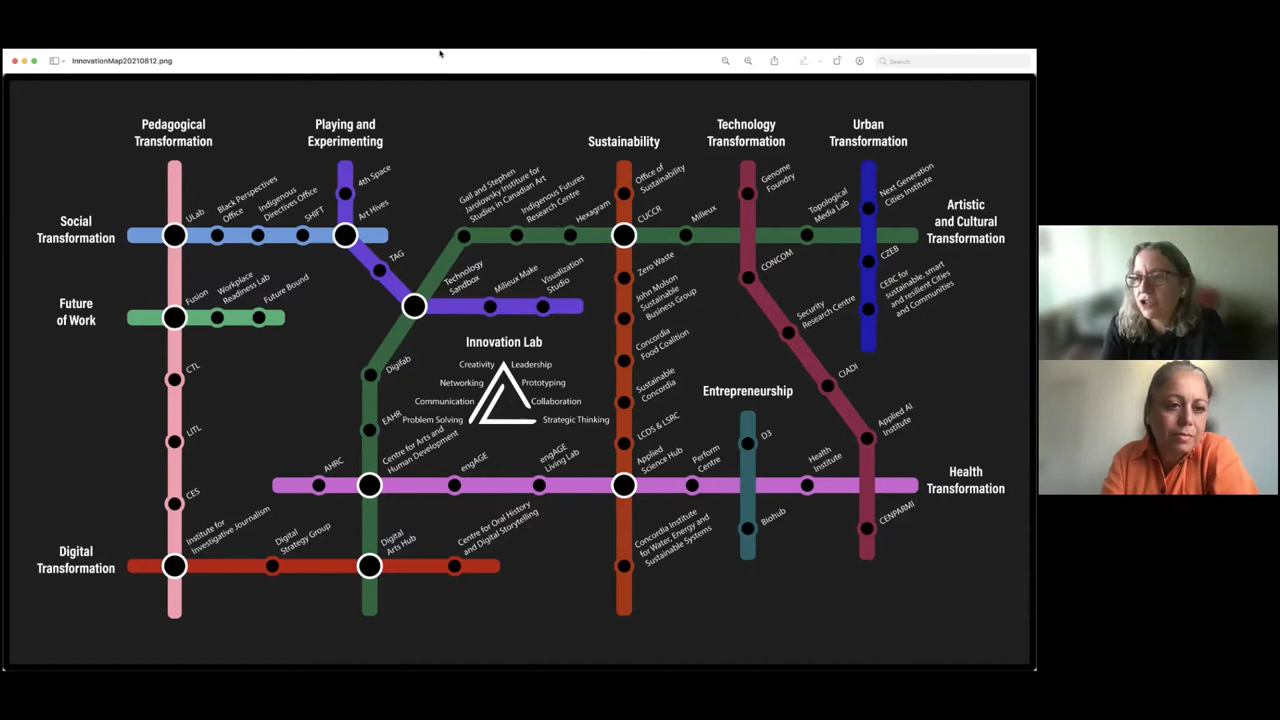 InnovationMap20210812.png
Search
Pedagogical
Transformation
Playing and
Experimenting
Sustainability
Technology
Transformation
Urban
Transformation
Social
Transformation
ULab
Black Perspectives
Office
Indigenous
Directives Office
SHIFT
4th Space
Art Hives
TAG
Gail and Stephen
Jarolowsky Institute for
Studies in Canadian Art
Indigenous Futures
Research Centre
Hexagram
Office of
Sustainability
CUCCR
Milieux
Genome
Foundry
Topological
Media Lab
Next Generation
Cities Institute
Artistic
and Cultural
Transformation
Future
of Work
Fusion
Workplace
Readiness Lab
Future Bound
Technology
Sandbox
Milieux Make
Visualization
Studio
Zero Waste
John Molson
Sustainable
Business Group
CONCOM
CZEB
CERC for
sustainable, smart
and resilient Cities
and Communities
Security
Research Centre
CTL
Digifab
Innovation Lab
Creativity
Leadership
Networking
Prototyping
Communication
Collaboration
Problem Solving
Strategic Thinking
Concordia
Food Coalition
Sustainable
Concordia
CIADI
Entrepreneurship
LITL
EAHR
LCDS & LSRC
D3
Applied AI
Institute
CES
AHRC
Centre for Arts and
Human Development
engAGE
engAGE
Living Lab
Applied
Science Hub
Perform
Centre
Health
Institute
Health
Transformation
Digital
Transformation
Institute for
Investigative Journalism
Digital
Strategy Group
Digital
Arts Hub
Centre for Oral History
and Digital Storytelling
Concordia Institute
for Water, Energy and
Sustainable Systems
Biohub
CENPARMI